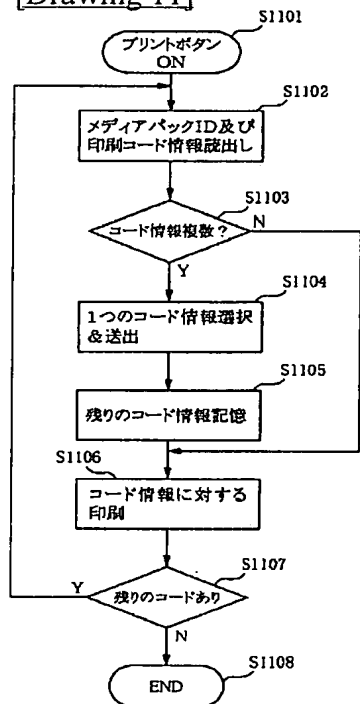 [Drawing 11]
S1101
プリントボタン
ON
S1102
メディアパックID及び
印刷コード情報読出し
S1103
コード情報複数?
N
Y
S1104
1つのコード情報選択
&送出
S1105
残りのコード情報記憶
S1106
コード情報に対する
印刷
S1107
Y
残りのコードあり
N
S1108
END